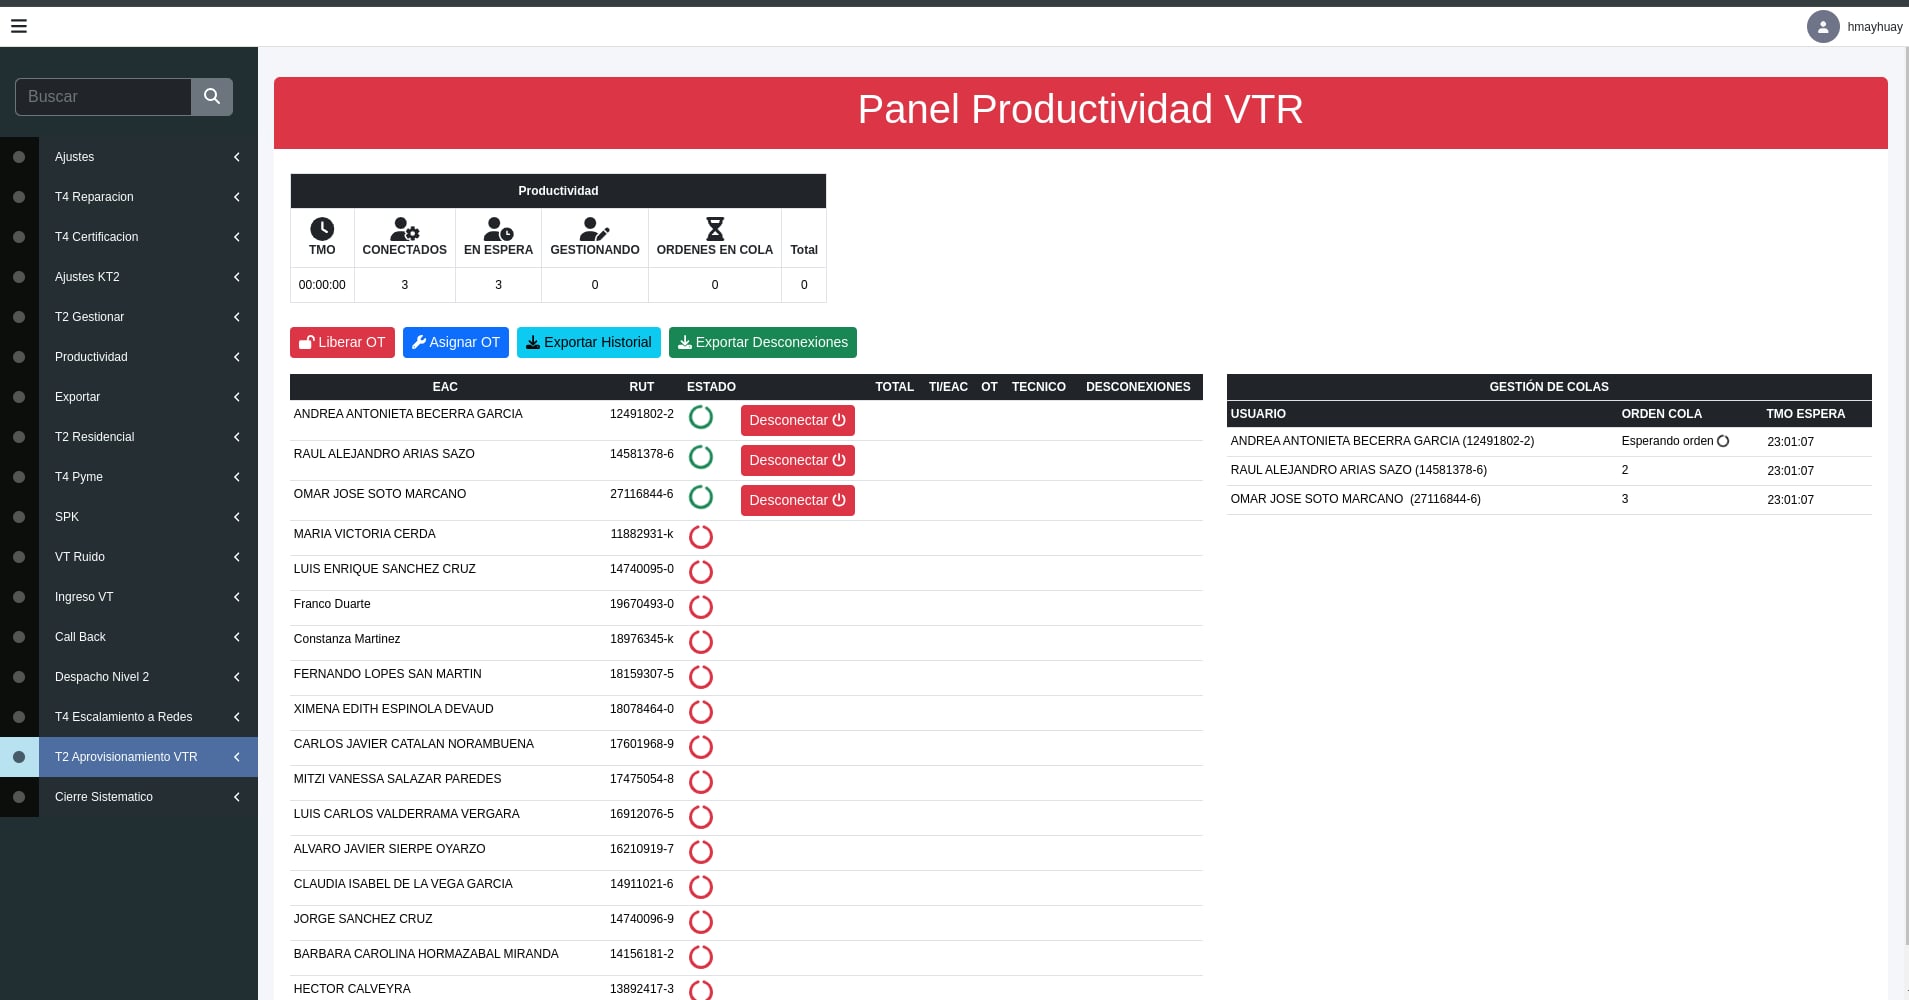 hmayhuay
Buscar
Ajustes
T4 Reparacion
T4 Certificacion
Ajustes KT2
T2 Gestionar
Productividad
Exportar
T2 Residencial
T4 Pyme
SPK
VT Ruido
Ingreso VT
Call Back
Despacho Nivel 2
T4 Escalamiento a Redes
T2 Aprovisionamiento VTR
Cierre Sistematico
Panel Productividad VTR
Productividad
TMO CONECTADOS EN ESPERA GESTIONANDO ORDENES EN COLA Total
00:00:00 3 3 0 0 0
Liberar OT Asignar OT Exportar Historial Exportar Desconexiones
EAC RUT ESTADO TOTAL TI/EAC OT TECNICO DESCONEXIONES
ANDREA ANTONIETA BECERRA GARCIA 12491802-2 Desconectar
RAUL ALEJANDRO ARIAS SAZO 14581378-6 Desconectar
OMAR JOSE SOTO MARCANO 27116844-6 Desconectar
MARIA VICTORIA CERDA 11882931-k
LUIS ENRIQUE SANCHEZ CRUZ 14740095-0
Franco Duarte 19670493-0
Constanza Martinez 18976345-k
FERNANDO LOPES SAN MARTIN 18159307-5
XIMENA EDITH ESPINOLA DEVAUD 18078464-0
CARLOS JAVIER CATALAN NORAMBUENA 17601968-9
MITZI VANESSA SALAZAR PAREDES 17475054-8
LUIS CARLOS VALDERRAMA VERGARA 16912076-5
ALVARO JAVIER SIERPE OYARZO 16210919-7
CLAUDIA ISABEL DE LA VEGA GARCIA 14911021-6
JORGE SANCHEZ CRUZ 14740096-9
BARBARA CAROLINA HORMAZABAL MIRANDA 14156181-2
HECTOR CALVEYRA 13892417-3
GESTIÓN DE COLAS
USUARIO ORDEN COLA TMO ESPERA
ANDREA ANTONIETA BECERRA GARCIA (12491802-2) Esperando orden 23:01:07
RAUL ALEJANDRO ARIAS SAZO (14581378-6) 2 23:01:07
OMAR JOSE SOTO MARCANO (27116844-6) 3 23:01:07